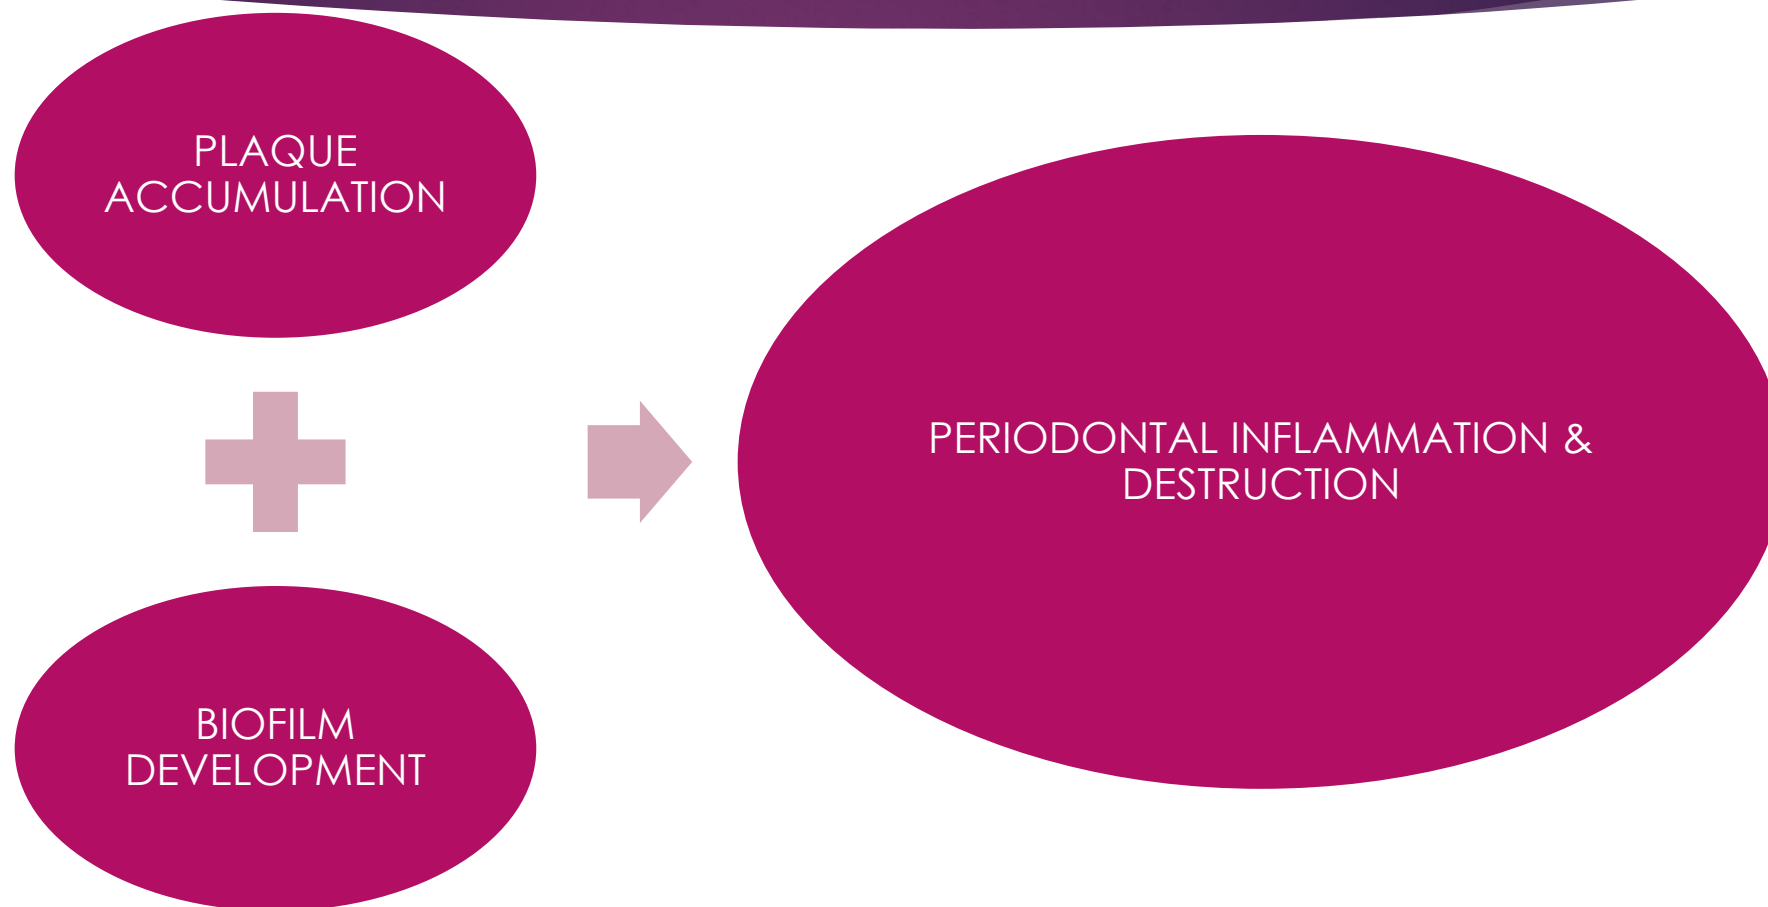 PLAQUE
ACCUMULATION
BIOFILM
DEVELOPMENT
PERIODONTAL INFLAMMATION &
DESTRUCTION